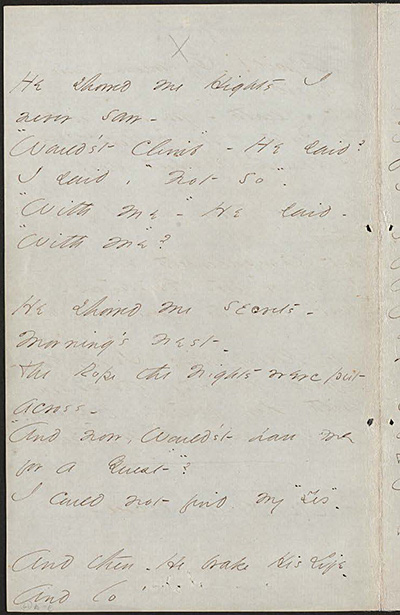 He showed me Hights I
never saw -
"Would'st Climb" - He said?
I said, "Not so".
"With me" - He said -
"With me"?
He showed me secrets -
Morning's nest -
The Rope the Nights were put
across -
"And now, Would'st have me
for a Guest"?
I could not find my "Yes" -
And then - He brake His Life -
And lo